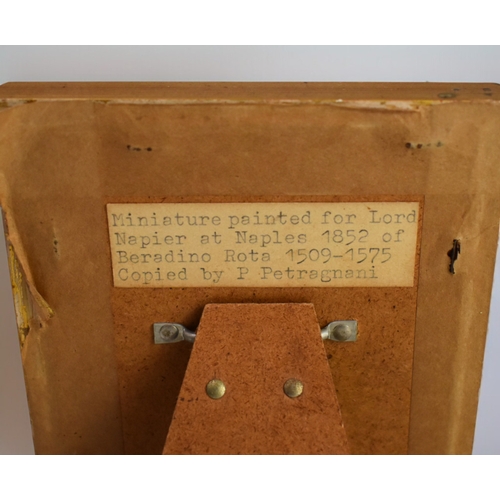 Miniature painted for Lord
Napier at Naples 1852 of
Beradino Rota 1509-1575
Copied by P Petragnani